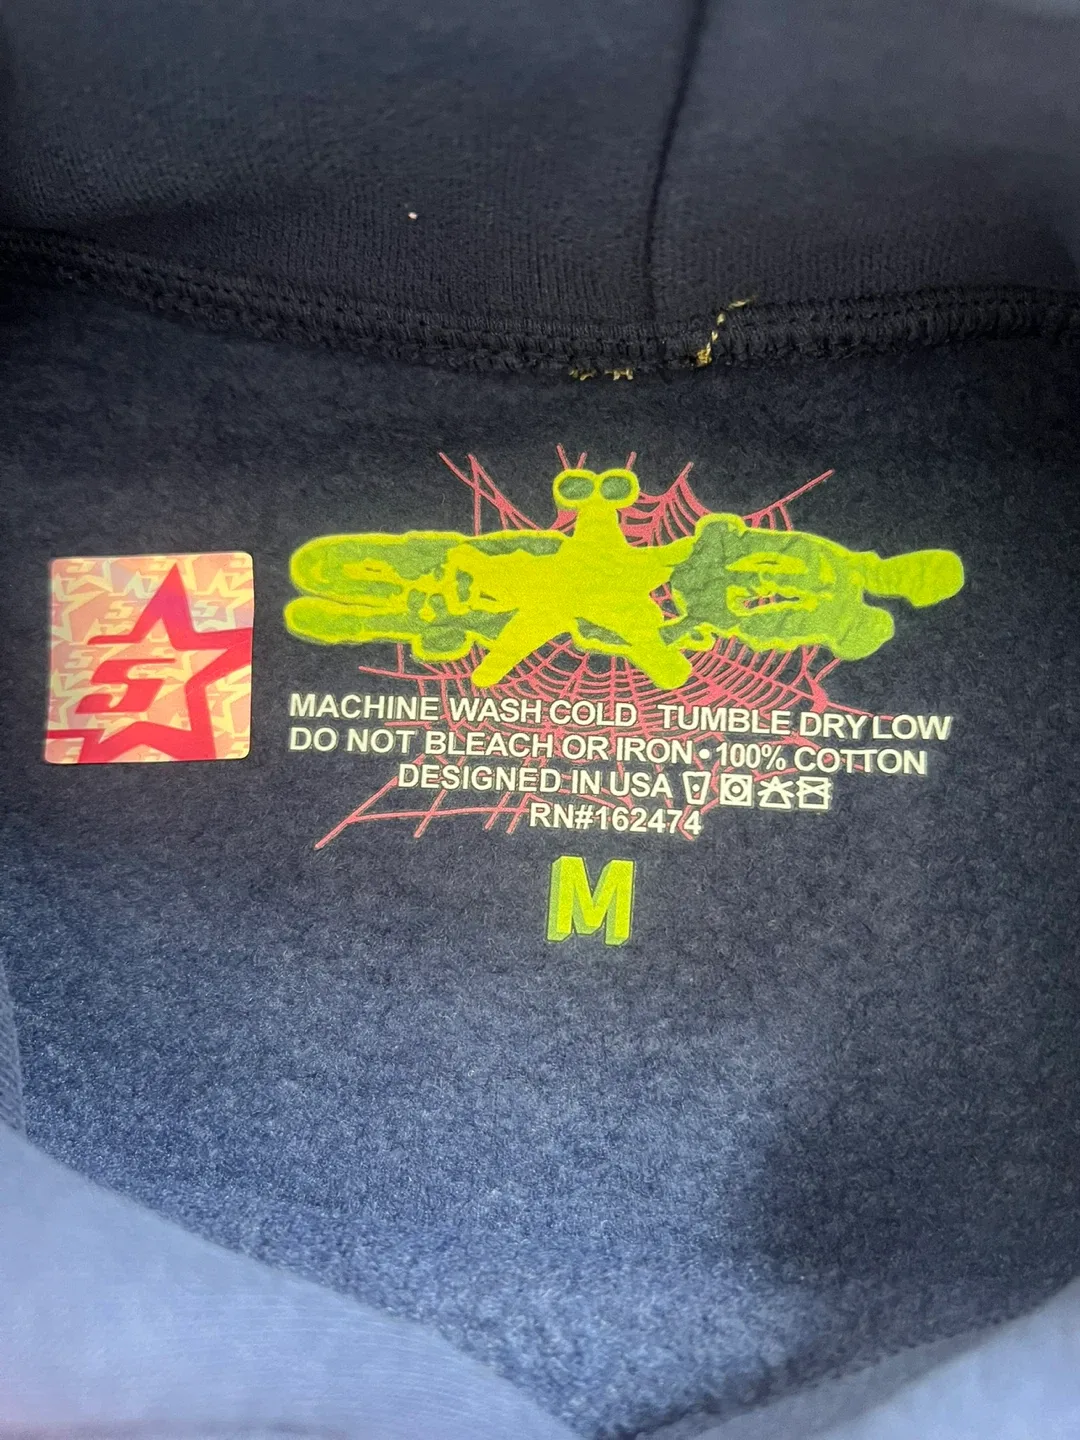 S
MACHINE WASH COLD TUMBLE DRY LOW
DO NOT BLEACH OR IRON • 100% COTTON
DESIGNED IN USA
RN#162474
M